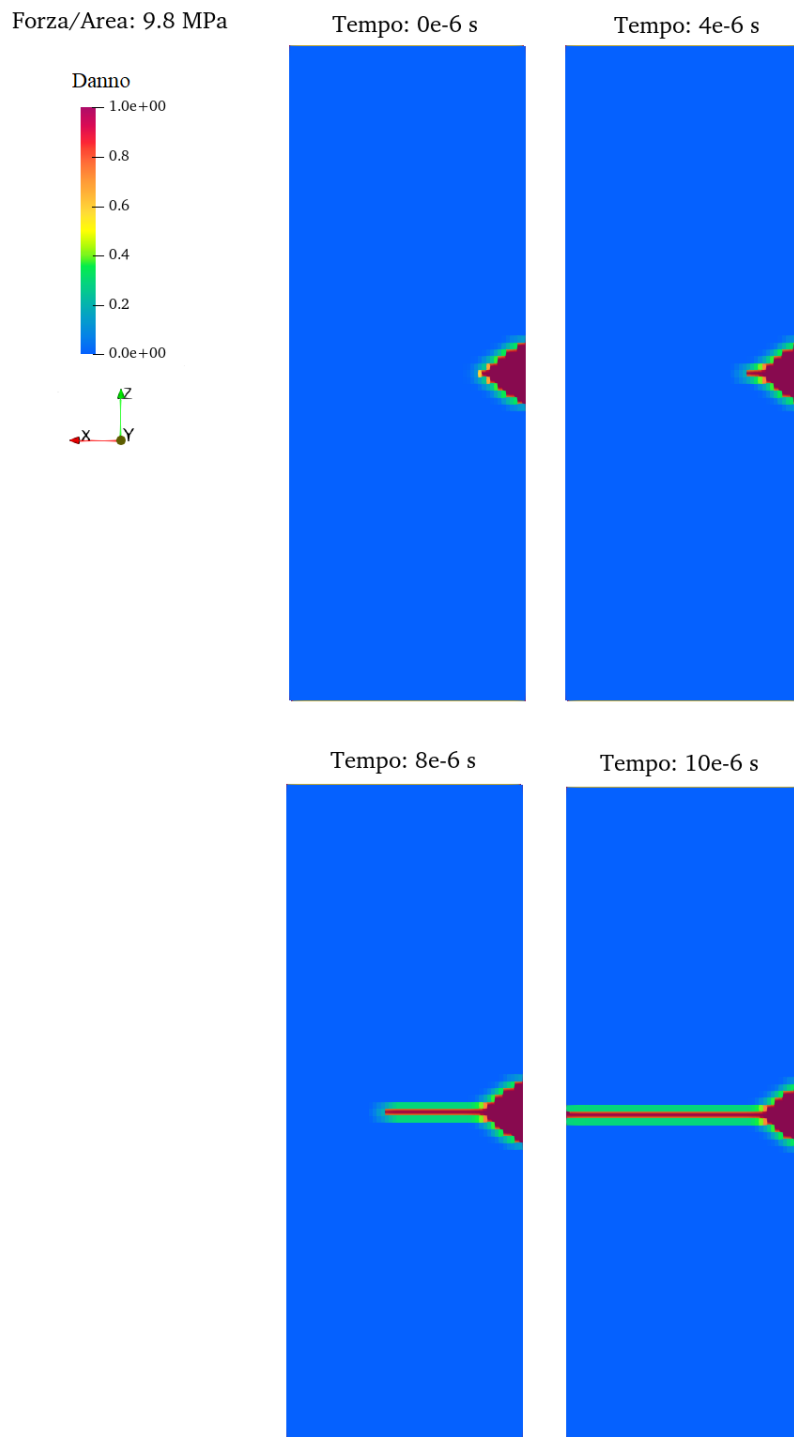 Forza/Area: 9.8 MPa
Tempo: 0e-6 s
Tempo: 4e-6 s
Danno
1.0e+00
0.8
0.6
0.4
0.2
0.0e+00
Z
X
Y
Tempo: 8e-6 s
Tempo: 10e-6 s